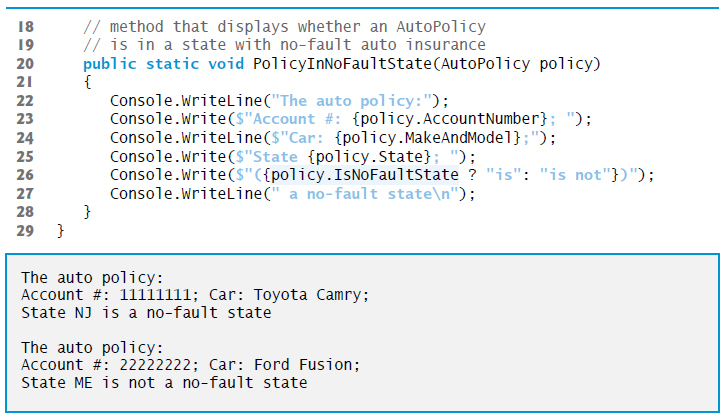 18 // method that displays whether an AutoPolicy
19 // is in a state with no-fault auto insurance
20 public static void PolicyInNoFaultState(AutoPolicy policy)
21 {
22 Console.WriteLine("The auto policy:");
23 Console.Write($"Account #: {policy.AccountNumber}; ");
24 Console.WriteLine($"Car: {policy.MakeAndModel};");
25 Console.Write($"State {policy.State}; ");
26 Console.Write($"({policy.IsNoFaultState ? "is": "is not"})");
27 Console.WriteLine(" a no-fault state\n");
28 }
29 }
The auto policy:
Account #: 11111111; Car: Toyota Camry;
State NJ is a no-fault state
The auto policy:
Account #: 22222222; Car: Ford Fusion;
State ME is not a no-fault state